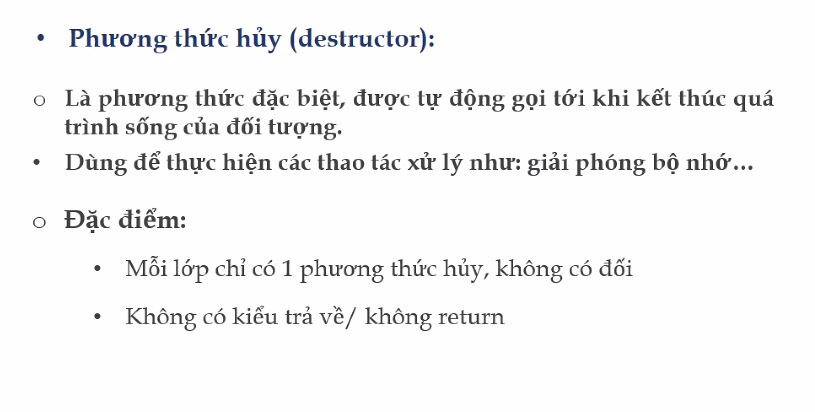 • Phương thức hủy (destructor):
o Là phương thức đặc biệt, được tự động gọi tới khi kết thúc quá
trình sống của đối tượng.
• Dùng để thực hiện các thao tác xử lý như: giải phóng bộ nhớ...
o Đặc điểm:
• Mỗi lớp chỉ có 1 phương thức hủy, không có đối
• Không có kiểu trả về/ không return